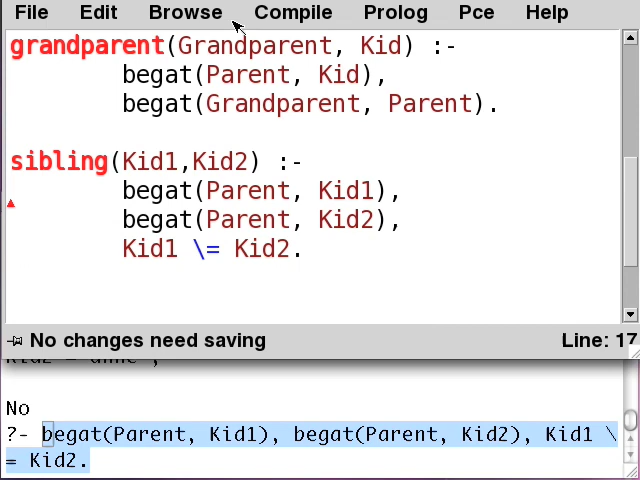 File Edit Browse Compile Prolog Pce Help
grandparent(Grandparent, Kid) :-
begat(Parent, Kid),
begat(Grandparent, Parent).
sibling(Kid1,Kid2) :-
begat(Parent, Kid1),
begat(Parent, Kid2),
Kid1 \= Kid2.
No changes need saving Line: 17
No
?- begat(Parent, Kid1), begat(Parent, Kid2), Kid1 \
= Kid2.